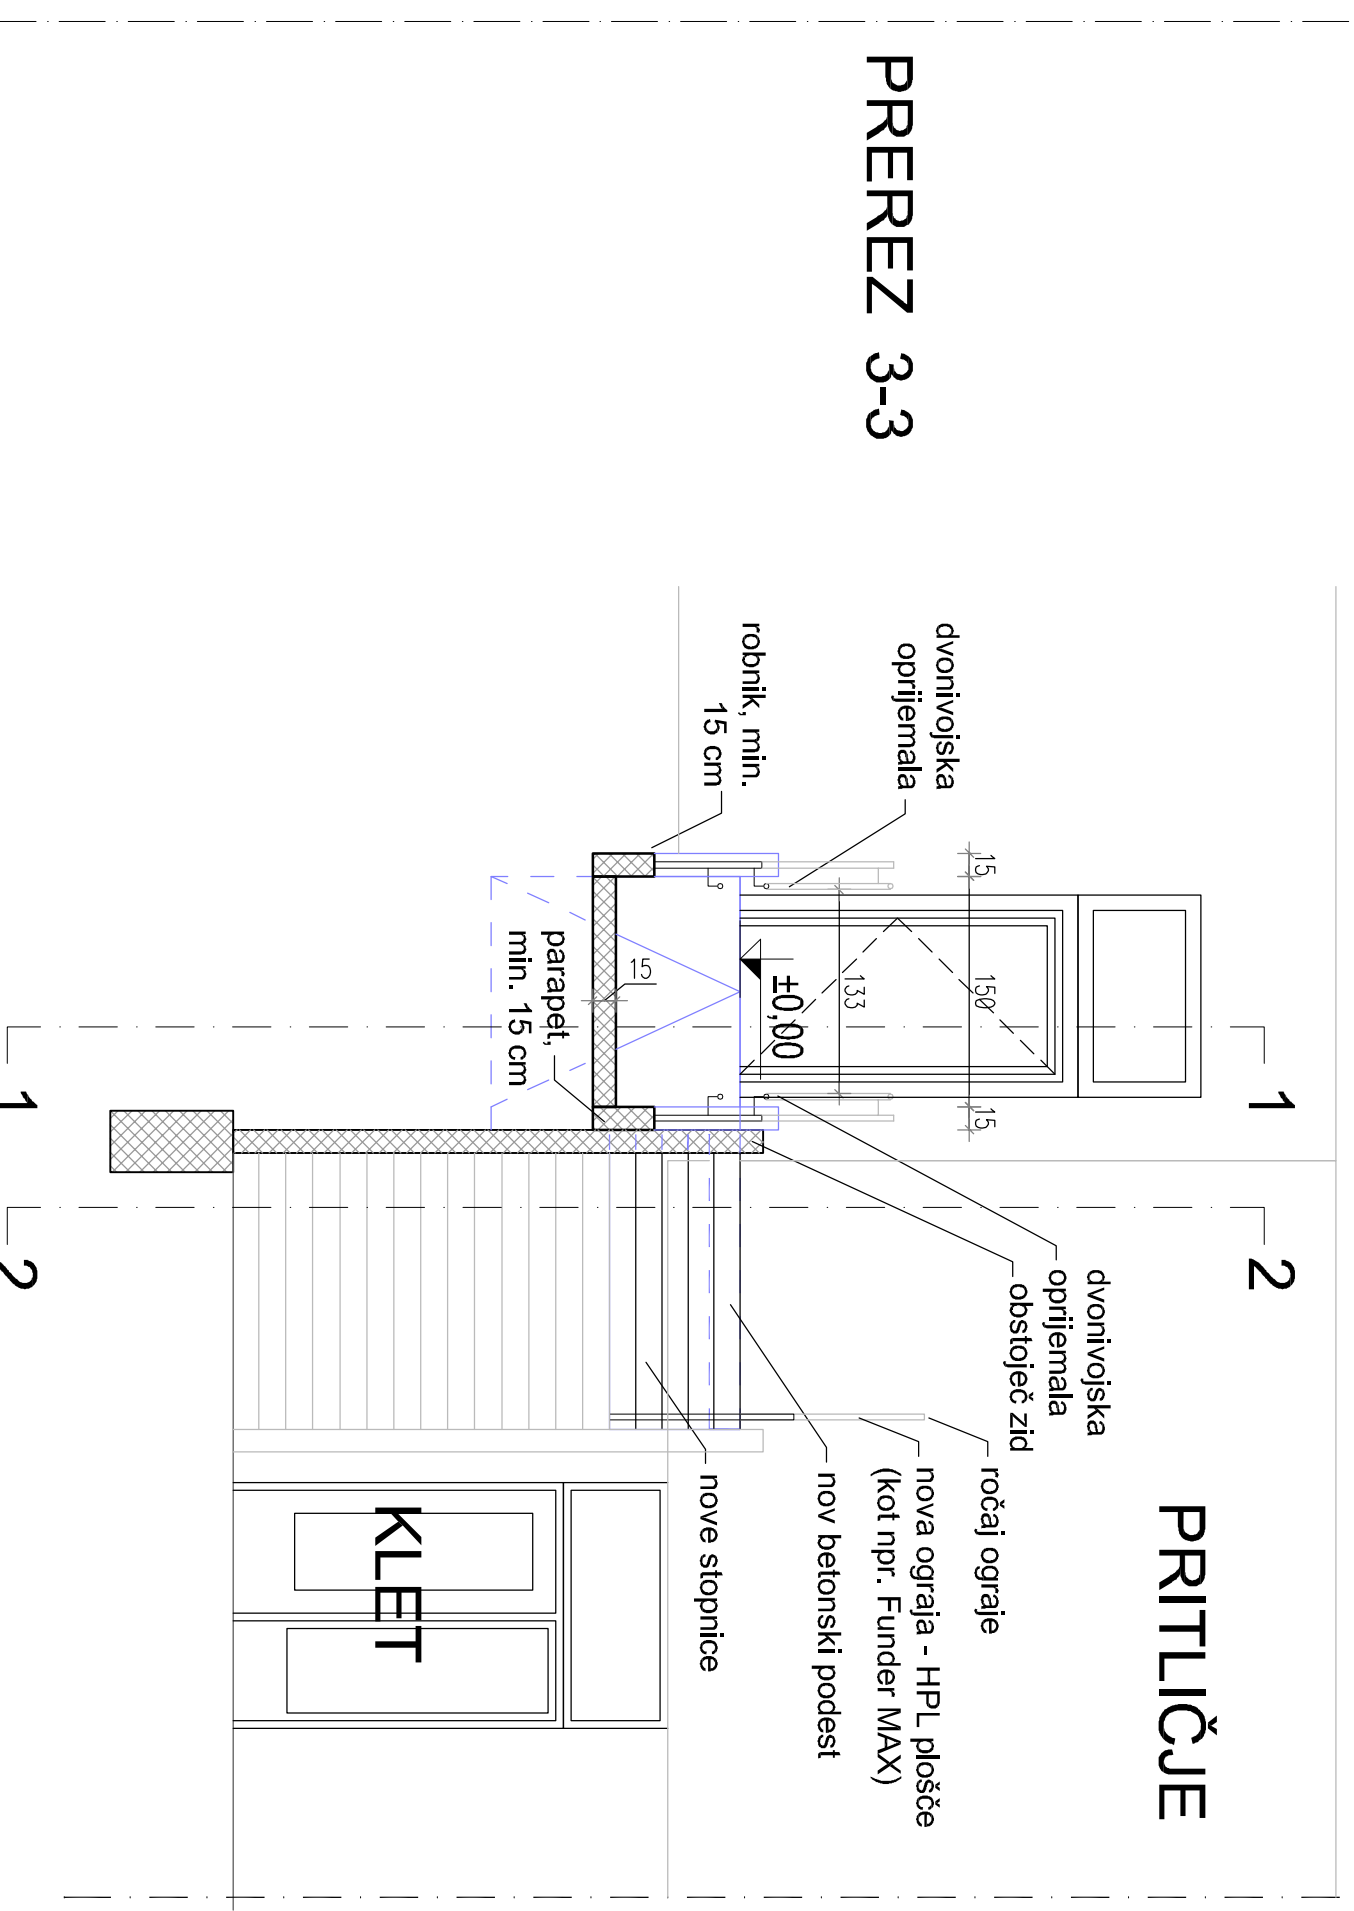 PREREZ 3-3
PRITLIČJE
KLET
dvonivojska
oprijemala
robnik, min.
15 cm
15
150
15
133
±0,00
15
parapet,
min. 15 cm
1
1
2
2
dvonivojska
oprijemala
obstoječ zid
ročaj ograje
nova ograja - HPL plošče
(kot npr. Funder MAX)
nov betonski podest
nove stopnice